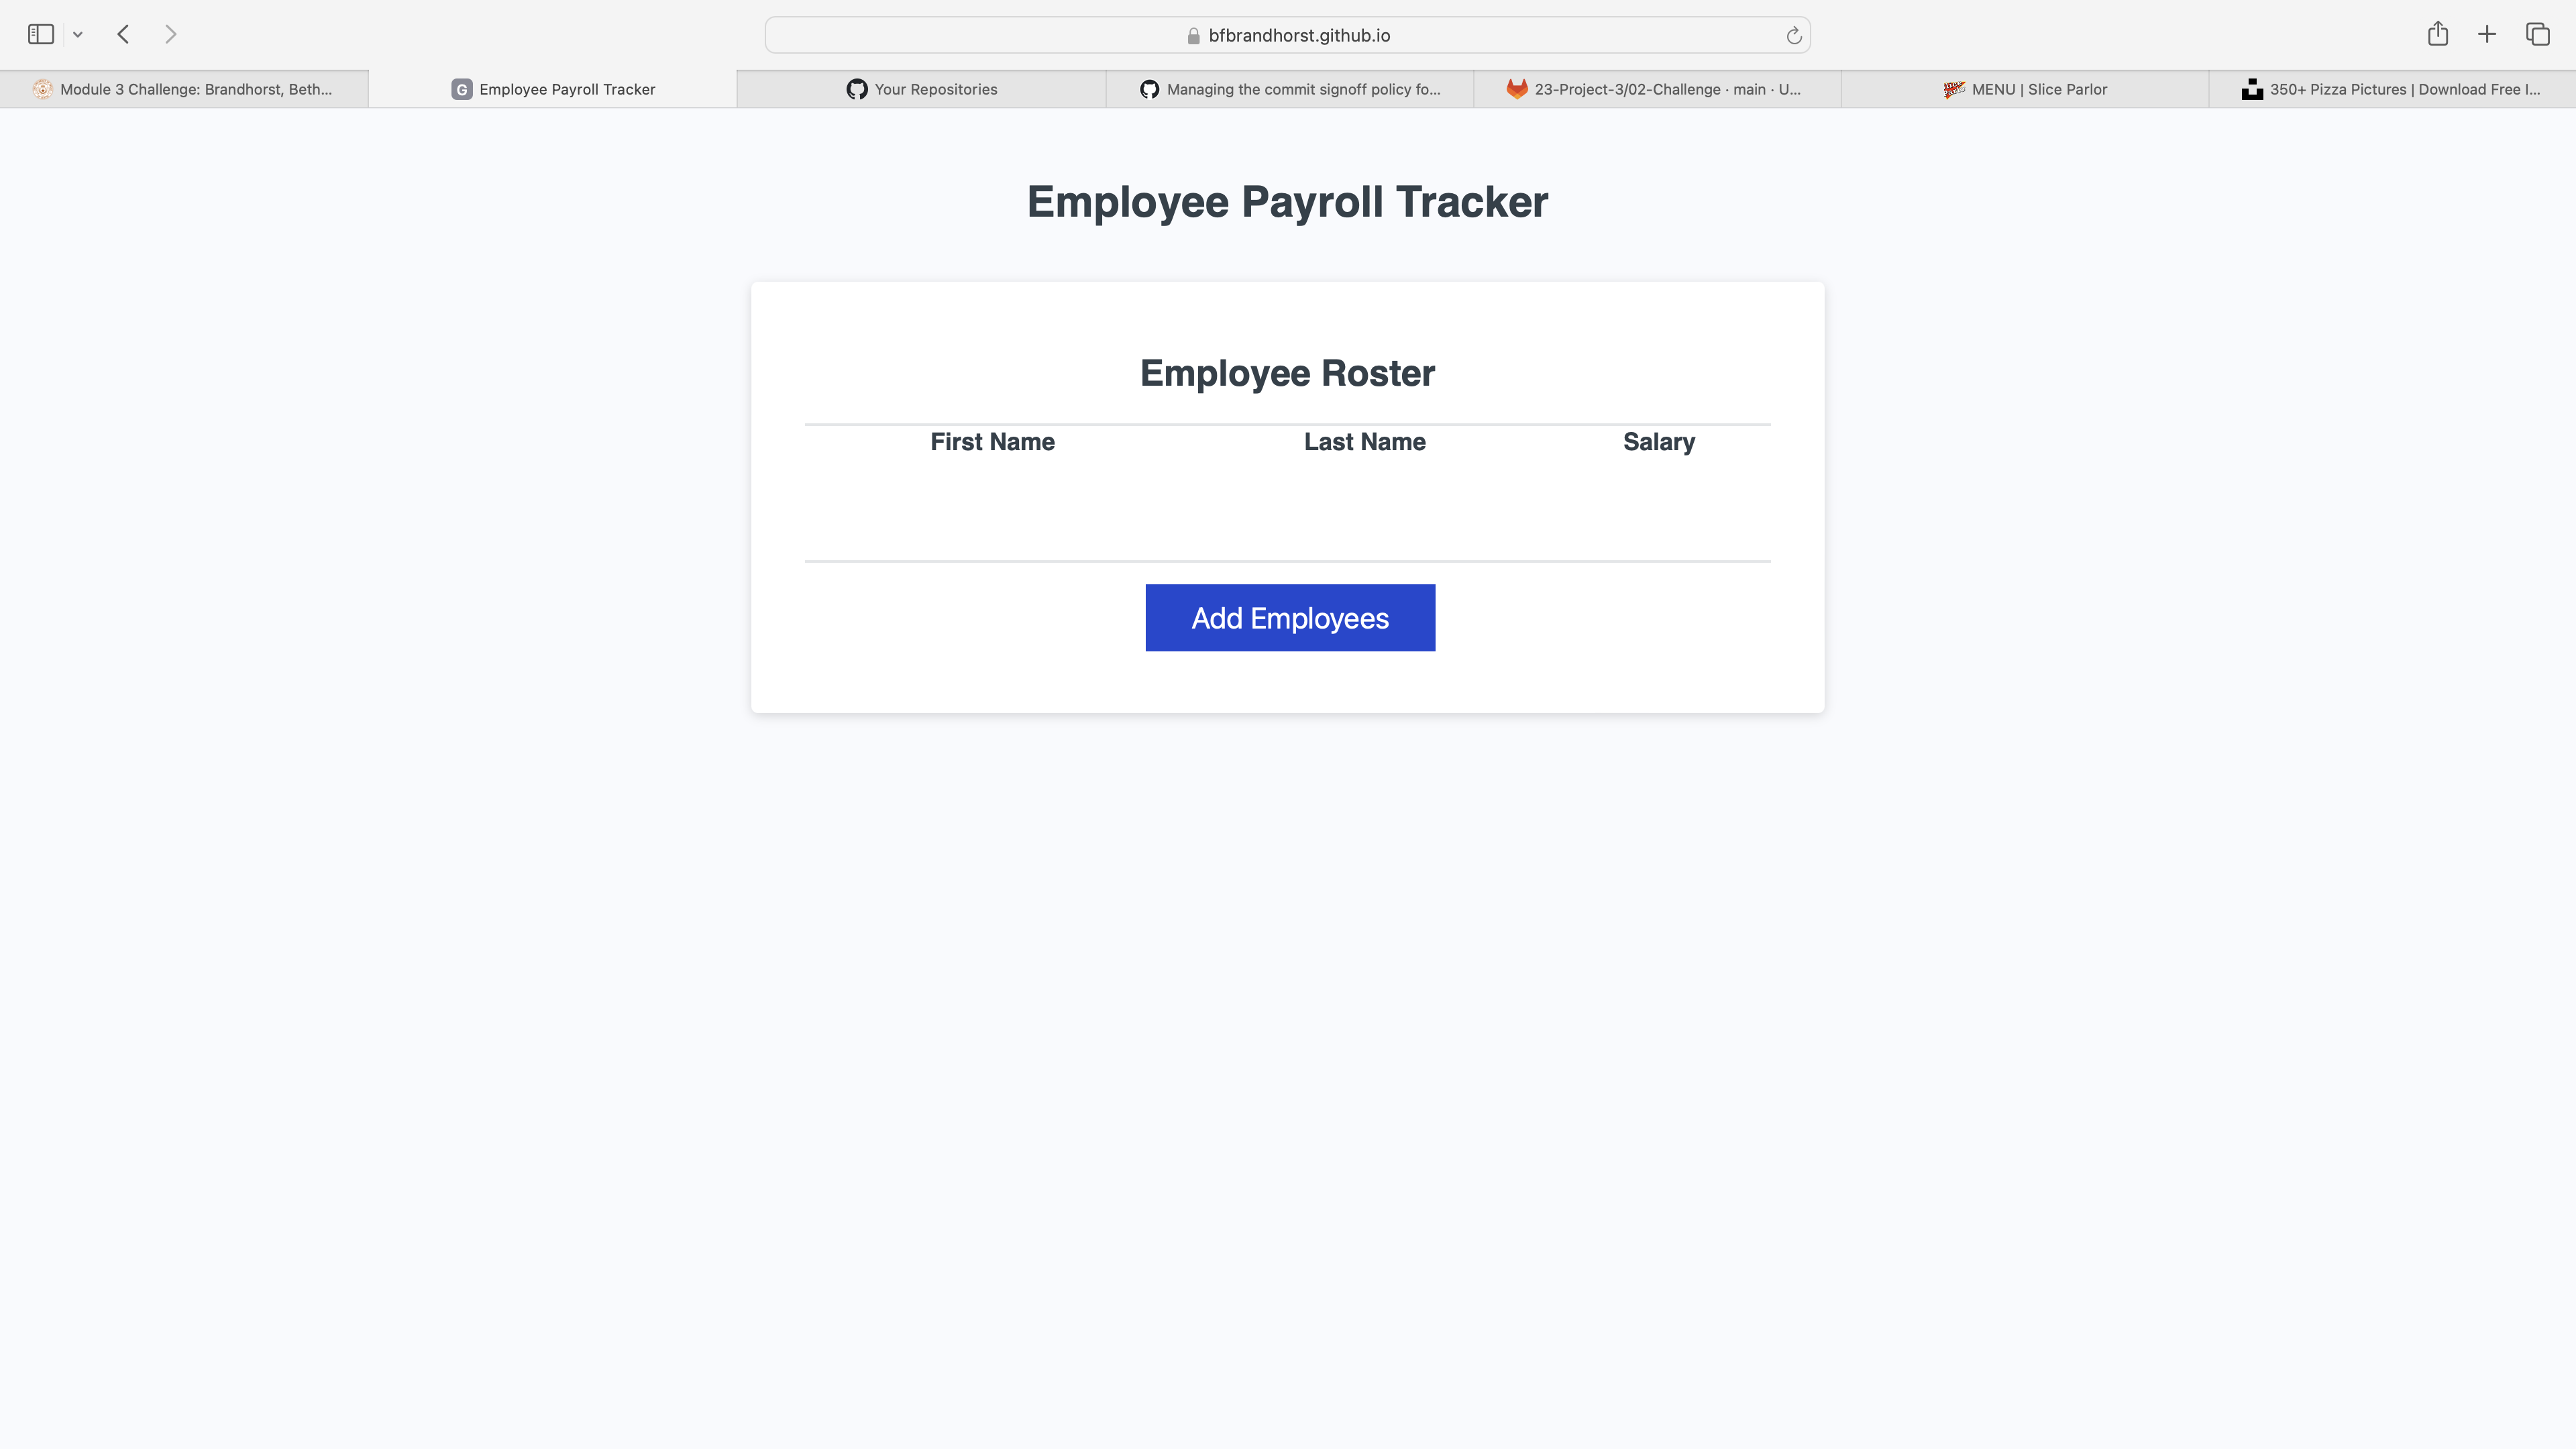 bfbrandhorst.github.io
Module 3 Challenge: Brandhorst, Beth...
G Employee Payroll Tracker
Your Repositories
Managing the commit signoff policy fo...
23-Project-3/02-Challenge · main · U...
MENU | Slice Parlor
350+ Pizza Pictures | Download Free I...
Employee Payroll Tracker
Employee Roster
First Name Last Name Salary
Add Employees